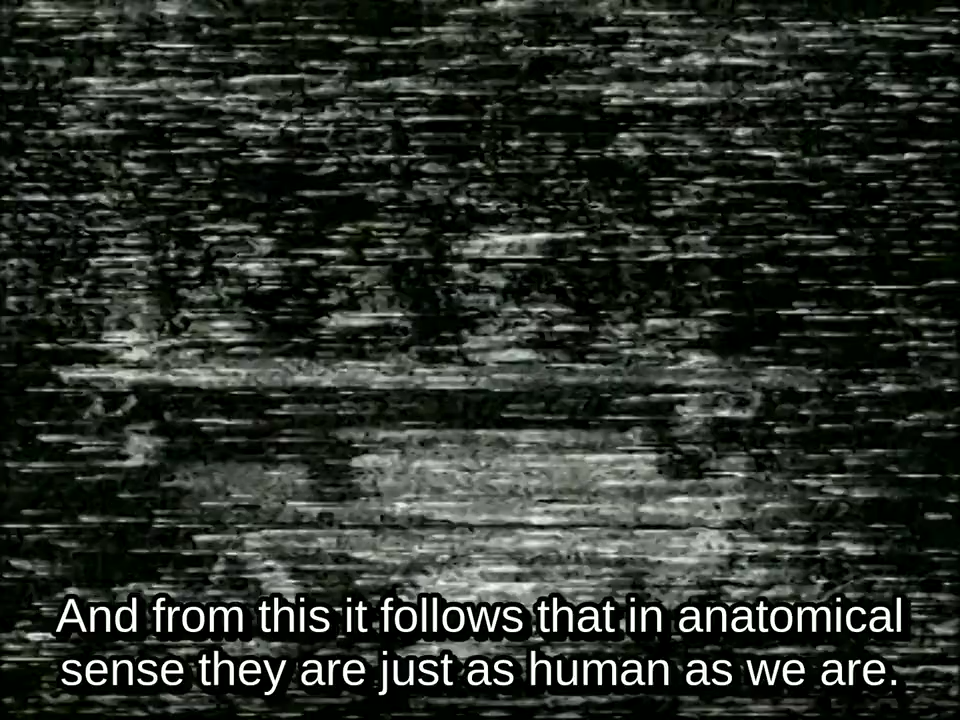 And from this it follows that in anatomical
sense they are just as human as we are.